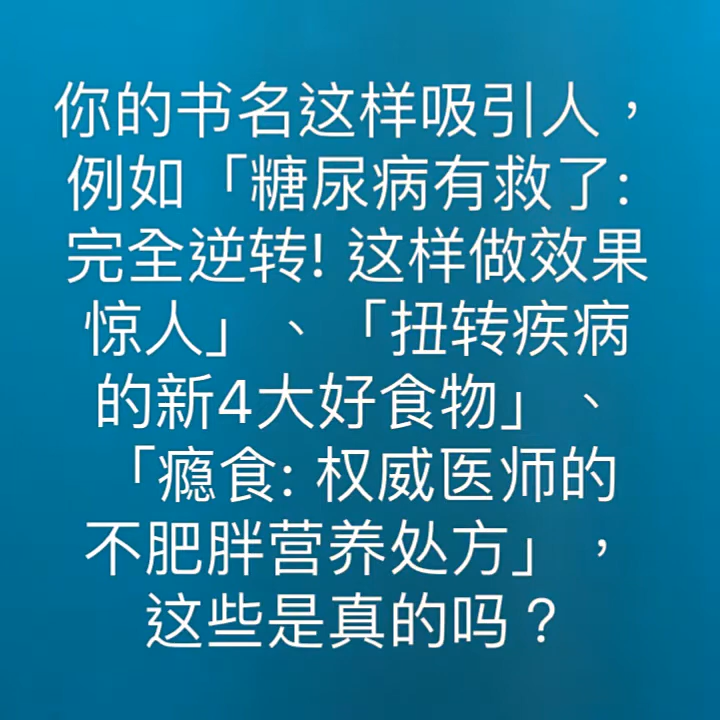 你的书名这样吸引人，
例如「糖尿病有救了:
完全逆转! 这样做效果
惊人」、「扭转疾病
的新4大好食物」、
「瘾食: 权威医师的
不肥胖营养处方」，
这些是真的吗？